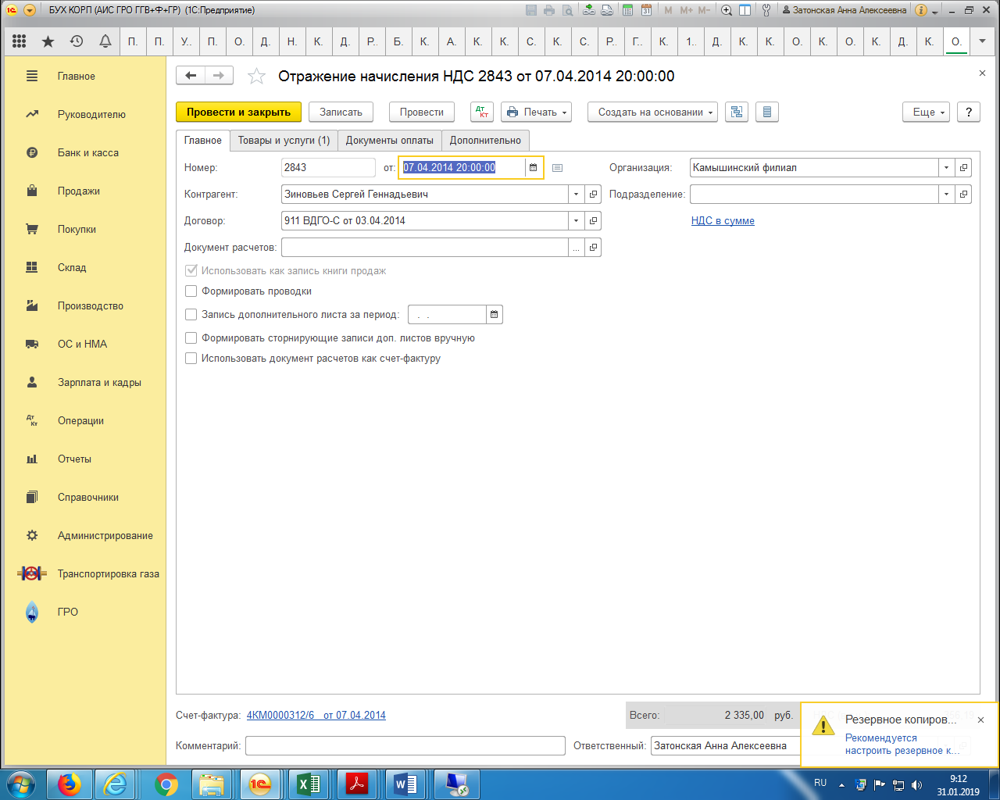 БУХ КОРП (АИС ГРО ГГВ+Ф+ГР) (1С:Предприятие)
M M+ M- Затонская Анна Алексеевна
П. П. У.. П. О. Д. Н. К. Д. Р.. Б. К. А. К. К. С. К. С. Р.. Г.. К. 1.. Д. К. К. О. К. О. К. Д. К. О.
Главное
Руководителю
Банк и касса
Продажи
Покупки
Склад
Производство
ОС и НМА
Зарплата и кадры
Операции
Отчеты
Справочники
Администрирование
Транспортировка газа
ГРО
Отражение начисления НДС 2843 от 07.04.2014 20:00:00
Провести и закрыть Записать Провести Дт Кт Печать Создать на основании Еще ?
Главное Товары и услуги (1) Документы оплаты Дополнительно
Номер: 2843 от: 07.04.2014 20:00:00 Организация: Камышинский филиал
Контрагент: Зиновьев Сергей Геннадьевич Подразделение:
Договор: 911 ВДГО-С от 03.04.2014 НДС в сумме
Документ расчетов: ...
Использовать как запись книги продаж
Формировать проводки
Запись дополнительного листа за период: . .
Формировать сторнирующие записи доп. листов вручную
Использовать документ расчетов как счет-фактуру
Счет-фактура: 4КМ0000312/6 от 07.04.2014 Всего: 2 335,00 руб.
Комментарий: Ответственный: Затонская Анна Алексеевна
Резервное копиров...
Рекомендуется
настроить резервное к...
RU 9:12
31.01.2019